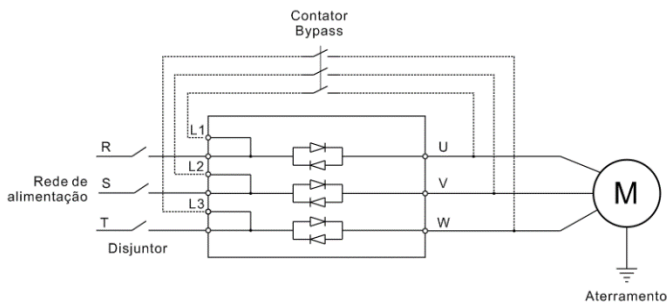 Contator
Bypass
L1
R
U
L2
Rede de
alimentação
S
V
M
L3
T
W
Disjuntor
Aterramento